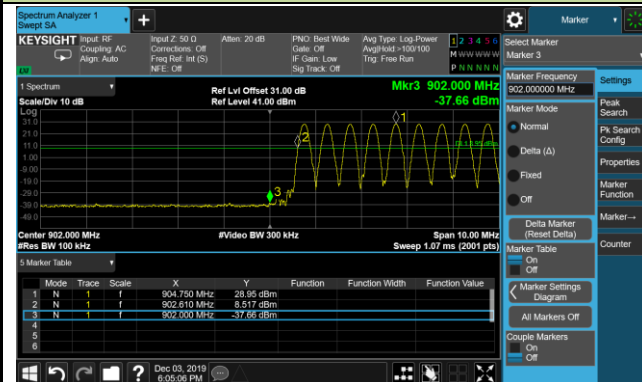 Spectrum Analyzer 1
Swept SA
+
Marker
KEYSIGHT
Input: RF
Coupling: AC
Align: Auto
Input Z: 50 Ω
Corrections: Off
Freq Ref: Int (S)
NFE: Off
Atten: 20 dB
PNO: Best Wide
Gate: Off
IF Gain: Low
Sig Track: Off
Avg Type: Log-Power
Avg|Hold:>100/100
Trig: Free Run
1 2 3 4 5 6
M W W W W W
P N N N N N
Select Marker
Marker 3
Marker Frequency
902.000000 MHz
Settings
1 Spectrum
Scale/Div 10 dB
Ref Lvl Offset 31.00 dB
Ref Level 41.00 dBm
Mkr3 902.000 MHz
-37.66 dBm
Log
31.0
21.0
11.0
1.00
-9.00
-19.0
-29.0
-39.0
-49.0
1
2
3
Center 902.000 MHz
#Res BW 100 kHz
#Video BW 300 kHz
Span 10.00 MHz
Sweep 1.07 ms (2001 pts)
Marker Mode
Normal
Delta (Δ)
Fixed
Off
Delta Marker
(Reset Delta)
Marker Table
On
Off
Marker Settings
Diagram
All Markers Off
Couple Markers
On
Off
Peak
Search
Pk Search
Config
Properties
Marker
Function
Marker→
Counter
5 Marker Table
Mode Trace Scale X Y Function Function Width Function Value
1 N 1 f 904.750 MHz 28.95 dBm
2 N 1 f 902.610 MHz 8.517 dBm
3 N 1 f 902.000 MHz -37.66 dBm
4
5
6
?
Dec 03, 2019
6:05:06 PM